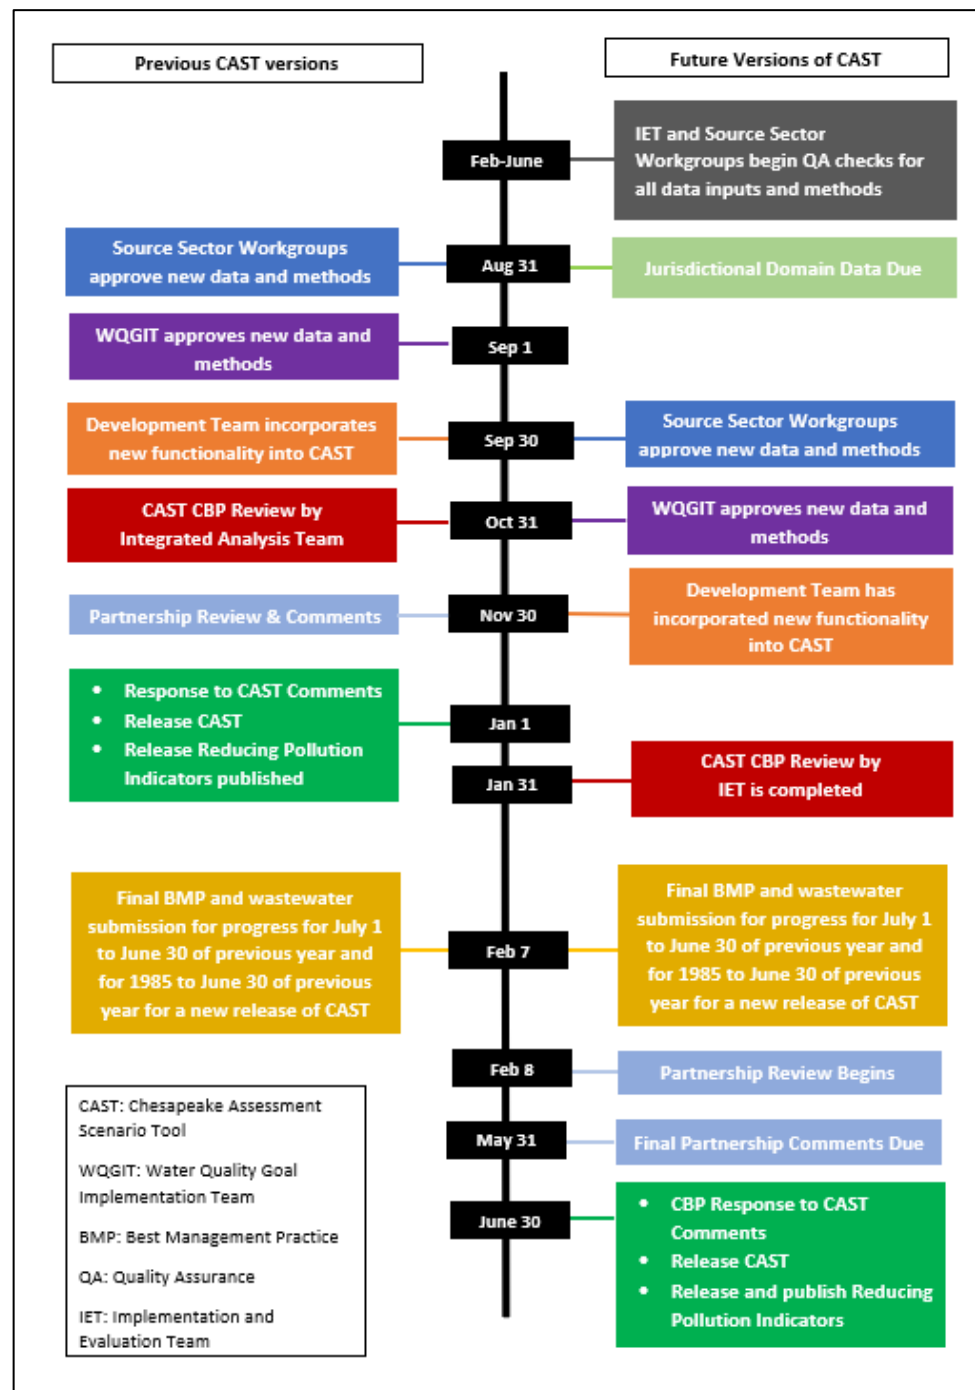 Previous CAST versions
Future Versions of CAST
Feb-June
IET and Source Sector
Workgroups begin QA checks for
all data inputs and methods
Source Sector Workgroups
approve new data and methods
Aug 31
Jurisdictional Domain Data Due
WQGIT approves new data and
methods
Sep 1
Development Team incorporates
new functionality into CAST
Sep 30
Source Sector Workgroups
approve new data and methods
CAST CBP Review by
Integrated Analysis Team
Oct 31
WQGIT approves new data and
methods
Partnership Review & Comments
Nov 30
Development Team has
incorporated new functionality
into CAST
• Response to CAST Comments
• Release CAST
• Release Reducing Pollution
Indicators published
Jan 1
Jan 31
CAST CBP Review by
IET is completed
Final BMP and wastewater
submission for progress for July 1
to June 30 of previous year and
for 1985 to June 30 of previous
year for a new release of CAST
Feb 7
Final BMP and wastewater
submission for progress for July 1
to June 30 of previous year and
for 1985 to June 30 of previous
year for a new release of CAST
Feb 8
Partnership Review Begins
May 31
Final Partnership Comments Due
June 30
• CBP Response to CAST
Comments
• Release CAST
• Release and publish Reducing
Pollution Indicators
CAST: Chesapeake Assessment
Scenario Tool
WQGIT: Water Quality Goal
Implementation Team
BMP: Best Management Practice
QA: Quality Assurance
IET: Implementation and
Evaluation Team